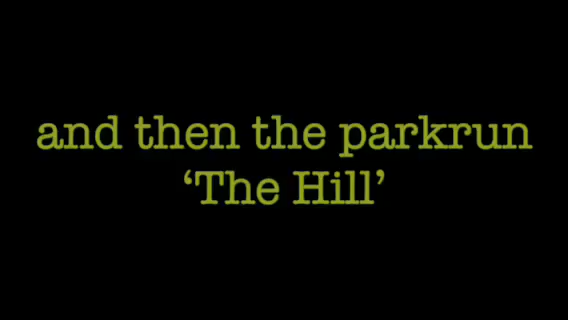 and then the parkrun
‘The Hill’